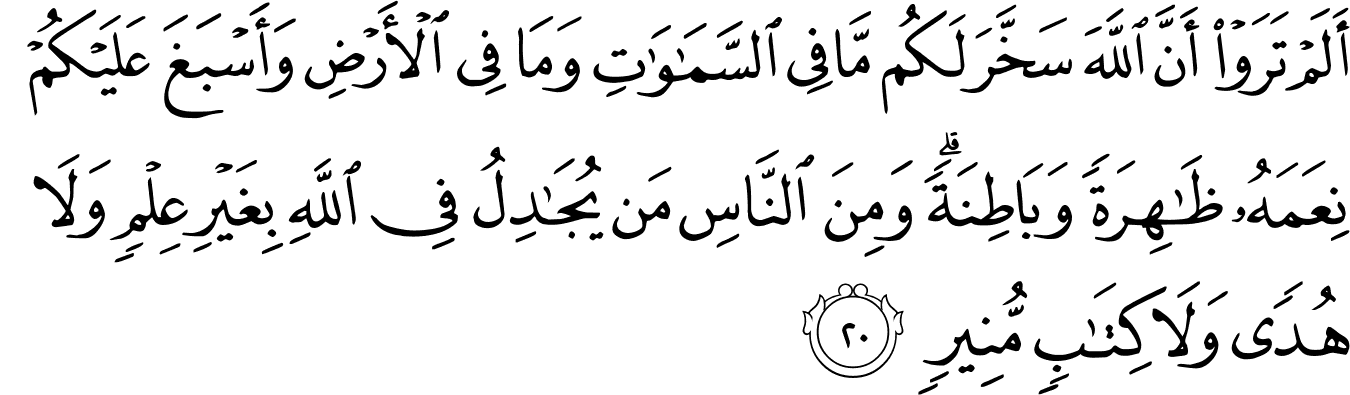 أَلَمۡ تَرَوۡاْ أَنَّ ٱللَّهَ سَخَّرَ لَكُم مَّا فِي ٱلسَّمَٰوَٰتِ وَمَا فِي ٱلۡأَرۡضِ وَأَسۡبَغَ عَلَيۡكُمۡ
نِعَمَهُۥ ظَٰهِرَةٗ وَبَاطِنَةٗۗ وَمِنَ ٱلنَّاسِ مَن يُجَٰدِلُ فِي ٱللَّهِ بِغَيۡرِ عِلۡمٖ وَلَا
هُدٗى وَلَا كِتَٰبٖ مُّنِيرٖ ٢٠